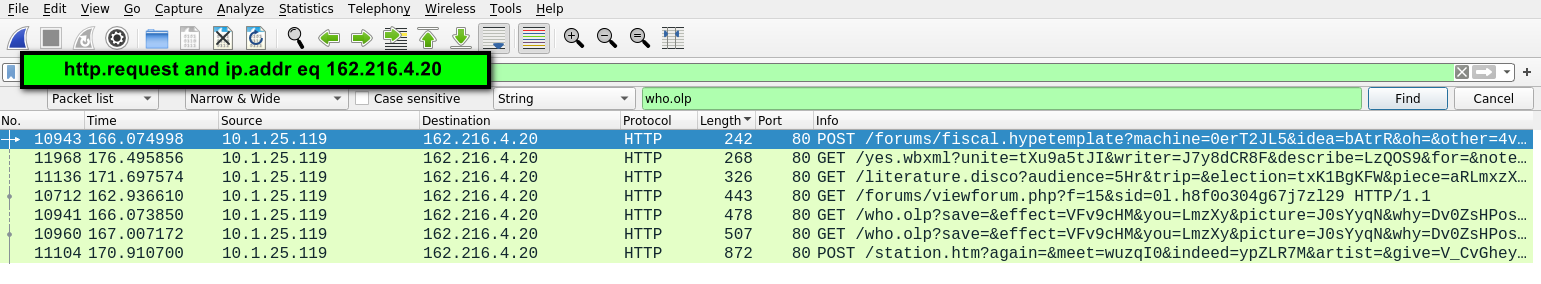 File Edit View Go Capture Analyze Statistics Telephony Wireless Tools Help
http.request and ip.addr eq 162.216.4.20
Packet list Narrow & Wide Case sensitive String who.olp Find Cancel
No. Time Source Destination Protocol Length Port Info
10943 166.074998 10.1.25.119 162.216.4.20 HTTP 242 80 POST /forums/fiscal.hypetemplate?machine=0erT2JL5&idea=bAtrR&oh=&other=4v…
11968 176.495856 10.1.25.119 162.216.4.20 HTTP 268 80 GET /yes.wbxml?unite=tXu9a5tJI&writer=J7y8dCR8F&describe=LzQOS9&for=&note…
11136 171.697574 10.1.25.119 162.216.4.20 HTTP 326 80 GET /literature.disco?audience=5Hr&trip=&election=txK1BgKFW&piece=aRLmxzX…
10712 162.936610 10.1.25.119 162.216.4.20 HTTP 443 80 GET /forums/viewforum.php?f=15&sid=0l.h8f0o304g67j7zl29 HTTP/1.1
10941 166.073850 10.1.25.119 162.216.4.20 HTTP 478 80 GET /who.olp?save=&effect=VFv9cHM&you=LmzXy&picture=J0sYyqN&why=Dv0ZsHPos…
10960 167.007172 10.1.25.119 162.216.4.20 HTTP 507 80 GET /who.olp?save=&effect=VFv9cHM&you=LmzXy&picture=J0sYyqN&why=Dv0ZsHPos…
11104 170.910700 10.1.25.119 162.216.4.20 HTTP 872 80 POST /station.htm?again=&meet=wuzqI0&indeed=ypZLR7M&artist=&give=V_CvGhey…